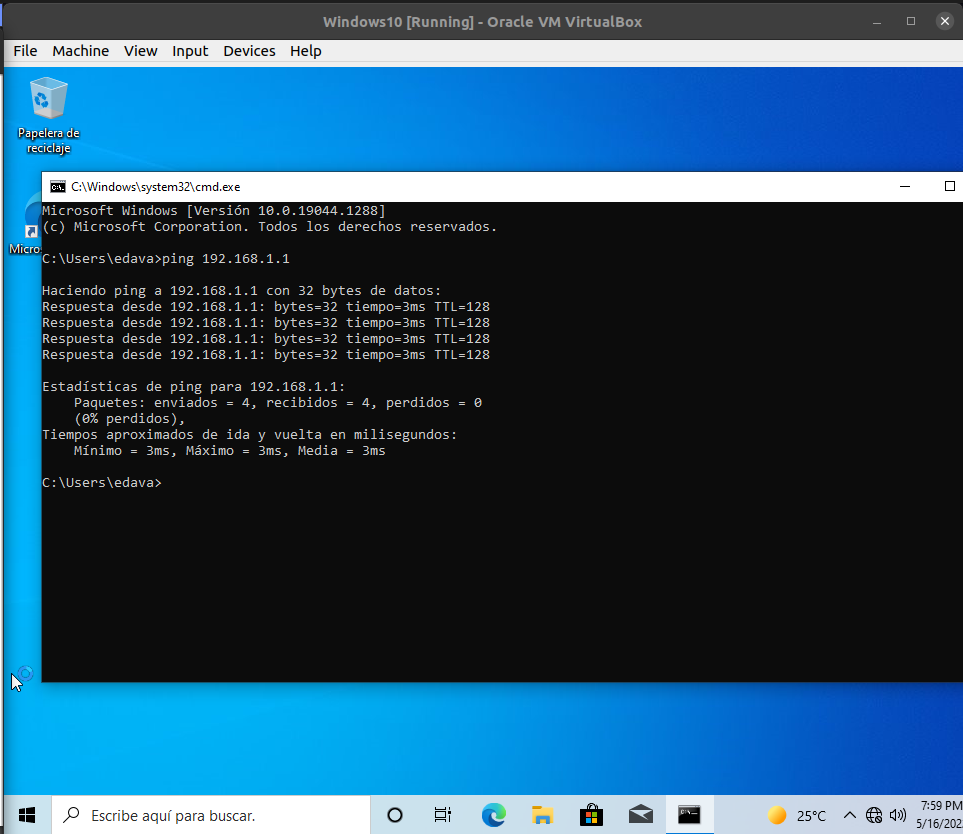 Windows10 [Running] - Oracle VM VirtualBox
File Machine View Input Devices Help
Papelera de
reciclaje
C:\Windows\system32\cmd.exe
Microsoft Windows [Versión 10.0.19044.1288]
(c) Microsoft Corporation. Todos los derechos reservados.
Micro
C:\Users\edava>ping 192.168.1.1
Haciendo ping a 192.168.1.1 con 32 bytes de datos:
Respuesta desde 192.168.1.1: bytes=32 tiempo=3ms TTL=128
Respuesta desde 192.168.1.1: bytes=32 tiempo=3ms TTL=128
Respuesta desde 192.168.1.1: bytes=32 tiempo=3ms TTL=128
Respuesta desde 192.168.1.1: bytes=32 tiempo=3ms TTL=128
Estadísticas de ping para 192.168.1.1:
Paquetes: enviados = 4, recibidos = 4, perdidos = 0
(0% perdidos),
Tiempos aproximados de ida y vuelta en milisegundos:
Mínimo = 3ms, Máximo = 3ms, Media = 3ms
C:\Users\edava>
Escribe aquí para buscar.
25°C
7:59 PM
5/16/202